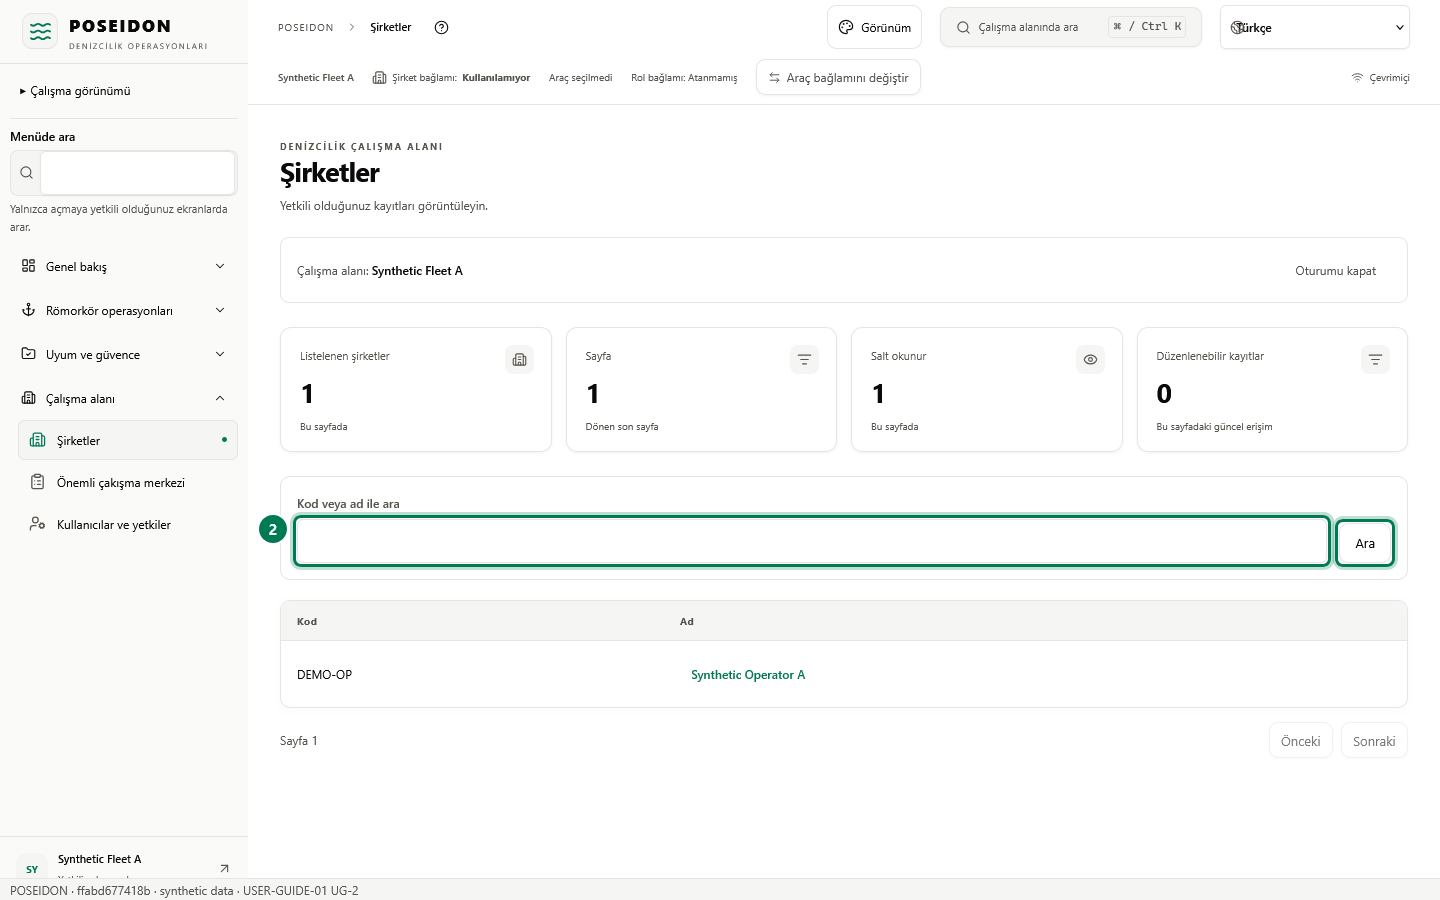 POSEIDON
DENİZCİLİK OPERASYONLARI
▸ Çalışma görünümü
Menüde ara
Yalnızca açmaya yetkili olduğunuz ekranlarda
arar.
Genel bakış
Römorkör operasyonları
Uyum ve güvence
Çalışma alanı
Şirketler
Önemli çakışma merkezi
Kullanıcılar ve yetkiler
SY
Synthetic Fleet A
POSEIDON > Şirketler
Görünüm
Çalışma alanında ara
⌘ / Ctrl K
Türkçe
Synthetic Fleet A
Şirket bağlamı: Kullanılamıyor
Araç seçilmedi
Rol bağlamı: Atanmamış
Araç bağlamını değiştir
Çevrimiçi
DENİZCİLİK ÇALIŞMA ALANI
Şirketler
Yetkili olduğunuz kayıtları görüntüleyin.
Çalışma alanı: Synthetic Fleet A
Oturumu kapat
Listelenen şirketler
1
Bu sayfada
Sayfa
1
Dönen son sayfa
Salt okunur
1
Bu sayfada
Düzenlenebilir kayıtlar
0
Bu sayfadaki güncel erişim
Kod veya ad ile ara
2
Ara
Kod Ad
DEMO-OP Synthetic Operator A
Sayfa 1
Önceki
Sonraki
POSEIDON · ffabd677418b · synthetic data · USER-GUIDE-01 UG-2